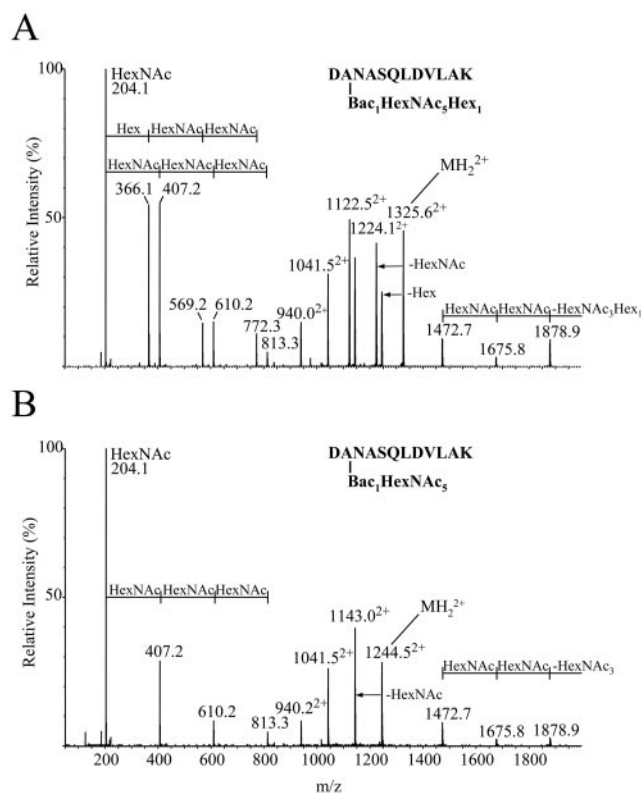 A
100
HexNAc
204.1
DANASQLDVLAK
Bac₁HexNAc₅Hex₁
Hex HexNAc HexNAc
HexNAc HexNAc HexNAc
MH₂²⁺
366.1 407.2
1122.5²⁺
1325.6²⁺
1224.1²⁺
50
Relative Intensity (%)
-HexNAc
1041.5²⁺
-Hex
569.2 610.2
940.0²⁺
HexNAc HexNAc -HexNAc₃Hex₁
772.3
813.3
1472.7
1675.8
1878.9
B
100
HexNAc
204.1
DANASQLDVLAK
Bac₁HexNAc₅
HexNAc HexNAc HexNAc
50
Relative Intensity (%)
MH₂²⁺
1143.0²⁺
1244.5²⁺
407.2
1041.5²⁺
HexNAc HexNAc -HexNAc₃
-HexNAc
610.2
813.3
940.2²⁺
1472.7
1675.8
1878.9
200 400 600 800 1000 1200 1400 1600 1800
m/z